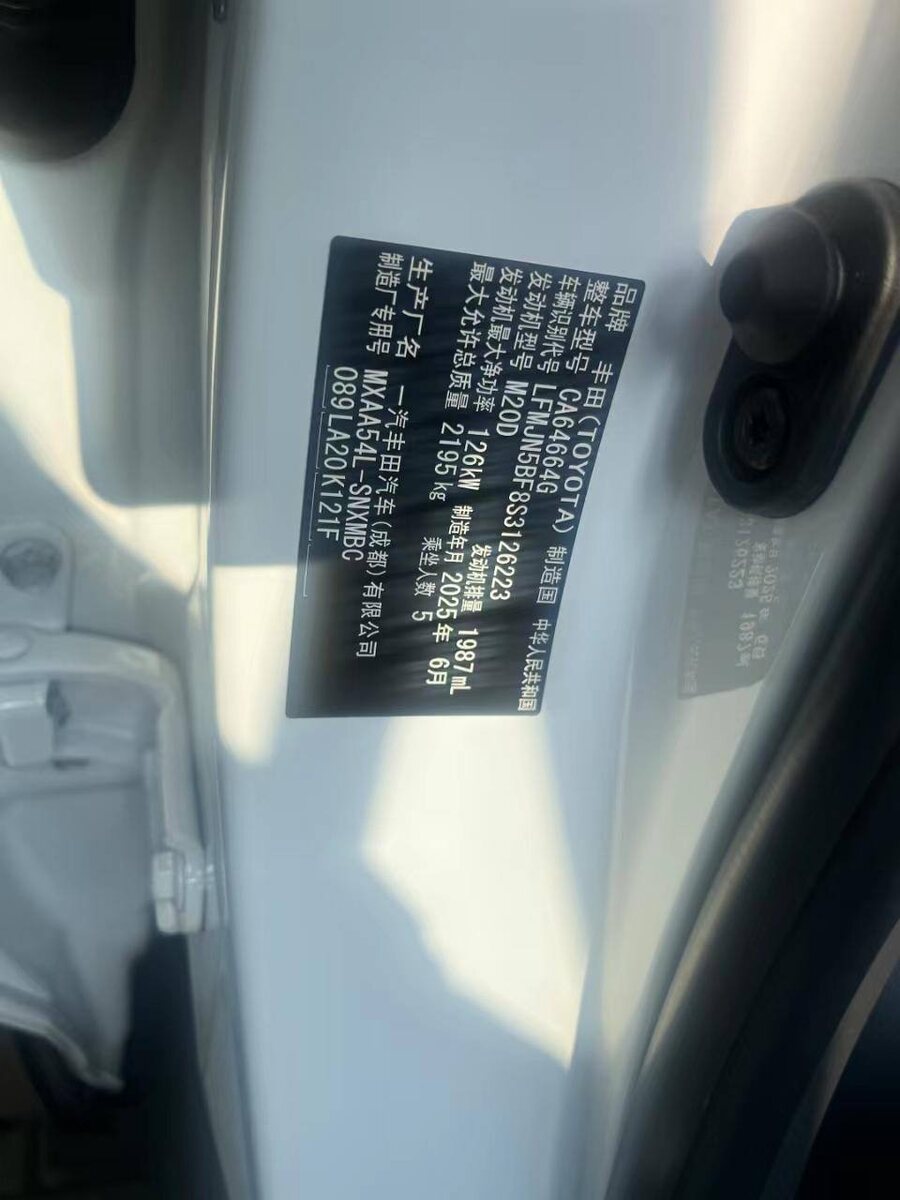 品牌 丰田(TOYOTA) 制造国 中华人民共和国
整车型号 CA64664G
车辆识别代号 LFMJN5BF8S3126223
发动机型号 M20D 发动机排量 1987mL
发动机最大净功率 126kW 制造年月 2025年 6月
最大允许总质量 2195kg 乘坐人数 5
生产厂名 一汽丰田汽车(成都)有限公司
制造厂专用号 MXAA54L-SNXMBC
089LA20K121F